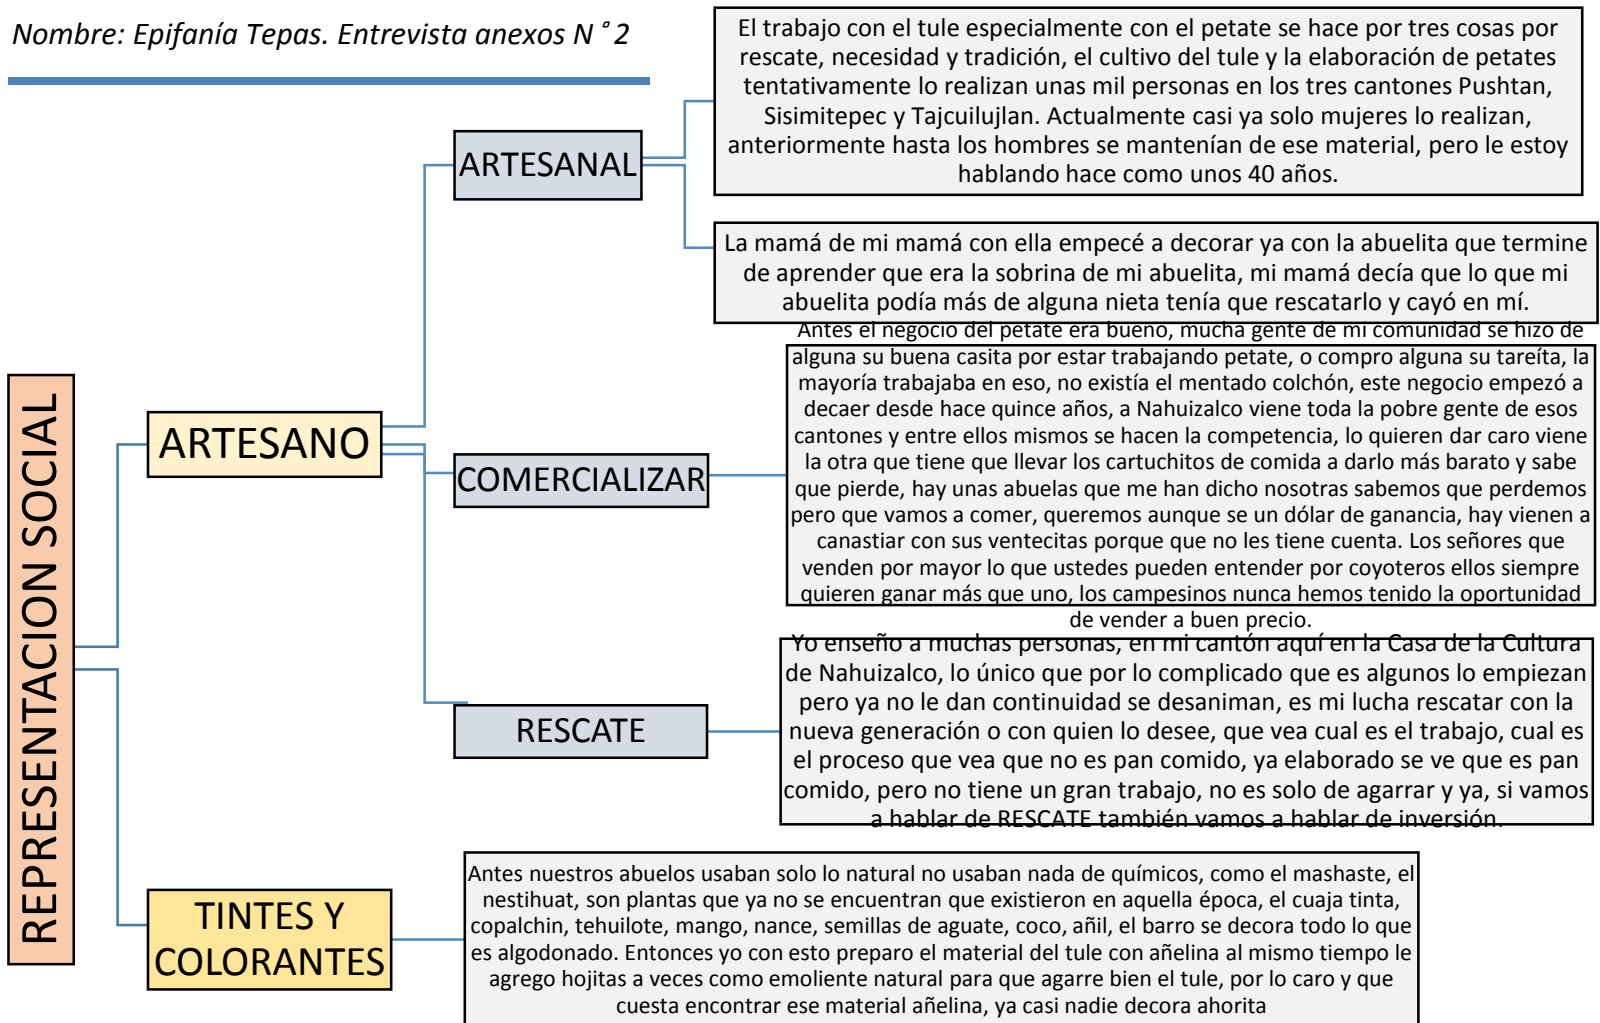 Nombre: Epifanía Tepas. Entrevista anexos N ° 2
REPRESENTACION SOCIAL
ARTESANO
ARTESANAL
El trabajo con el tule especialmente con el petate se hace por tres cosas por
rescate, necesidad y tradición, el cultivo del tule y la elaboración de petates
tentativamente lo realizan unas mil personas en los tres cantones Pushtan,
Sisimitepec y Tajcuilujlan. Actualmente casi ya solo mujeres lo realizan,
anteriormente hasta los hombres se mantenían de ese material, pero le estoy
hablando hace como unos 40 años.
La mamá de mi mamá con ella empecé a decorar ya con la abuelita que termine
de aprender que era la sobrina de mi abuelita, mi mamá decía que lo que mi
abuelita podía más de alguna nieta tenía que rescatarlo y cayó en mí.
COMERCIALIZAR
Antes el negocio del petate era bueno, mucha gente de mi comunidad se hizo de
alguna su buena casita por estar trabajando petate, o compro alguna su tareíta, la
mayoría trabajaba en eso, no existía el mentado colchón, este negocio empezó a
decaer desde hace quince años, a Nahuizalco viene toda la pobre gente de esos
cantones y entre ellos mismos se hacen la competencia, lo quieren dar caro viene
la otra que tiene que llevar los cartuchitos de comida a darlo más barato y sabe
que pierde, hay unas abuelas que me han dicho nosotras sabemos que perdemos
pero que vamos a comer, queremos aunque se un dólar de ganancia, hay vienen a
canastiar con sus ventecitas porque que no les tiene cuenta. Los señores que
venden por mayor lo que ustedes pueden entender por coyoteros ellos siempre
quieren ganar más que uno, los campesinos nunca hemos tenido la oportunidad
de vender a buen precio.
RESCATE
Yo enseño a muchas personas, en mi cantón aquí en la Casa de la Cultura
de Nahuizalco, lo único que por lo complicado que es algunos lo empiezan
pero ya no le dan continuidad se desaniman, es mi lucha rescatar con la
nueva generación o con quien lo desee, que vea cual es el trabajo, cual es
el proceso que vea que no es pan comido, ya elaborado se ve que es pan
comido, pero no tiene un gran trabajo, no es solo de agarrar y ya, si vamos
a hablar de RESCATE también vamos a hablar de inversión.
TINTES Y
COLORANTES
Antes nuestros abuelos usaban solo lo natural no usaban nada de químicos, como el mashaste, el
nestihuat, son plantas que ya no se encuentran que existieron en aquella época, el cuaja tinta,
copalchin, tehuilote, mango, nance, semillas de aguate, coco, añil, el barro se decora todo lo que
es algodonado. Entonces yo con esto preparo el material del tule con añelina al mismo tiempo le
agrego hojitas a veces como emoliente natural para que agarre bien el tule, por lo caro y que
cuesta encontrar ese material añelina, ya casi nadie decora ahorita